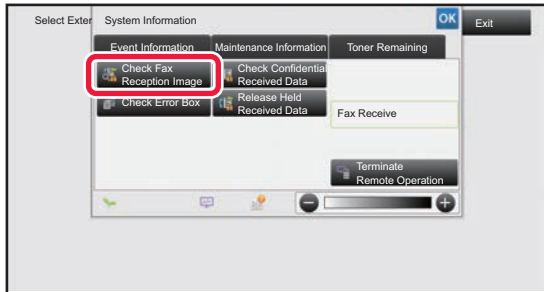 Select Exter
System Information
OK
Exit
Event Information
Maintenance Information
Toner Remaining
Check Fax
Reception Image
Check Confidential
Received Data
Check Error Box
Release Held
Received Data
Fax Receive
Terminate
Remote Operation